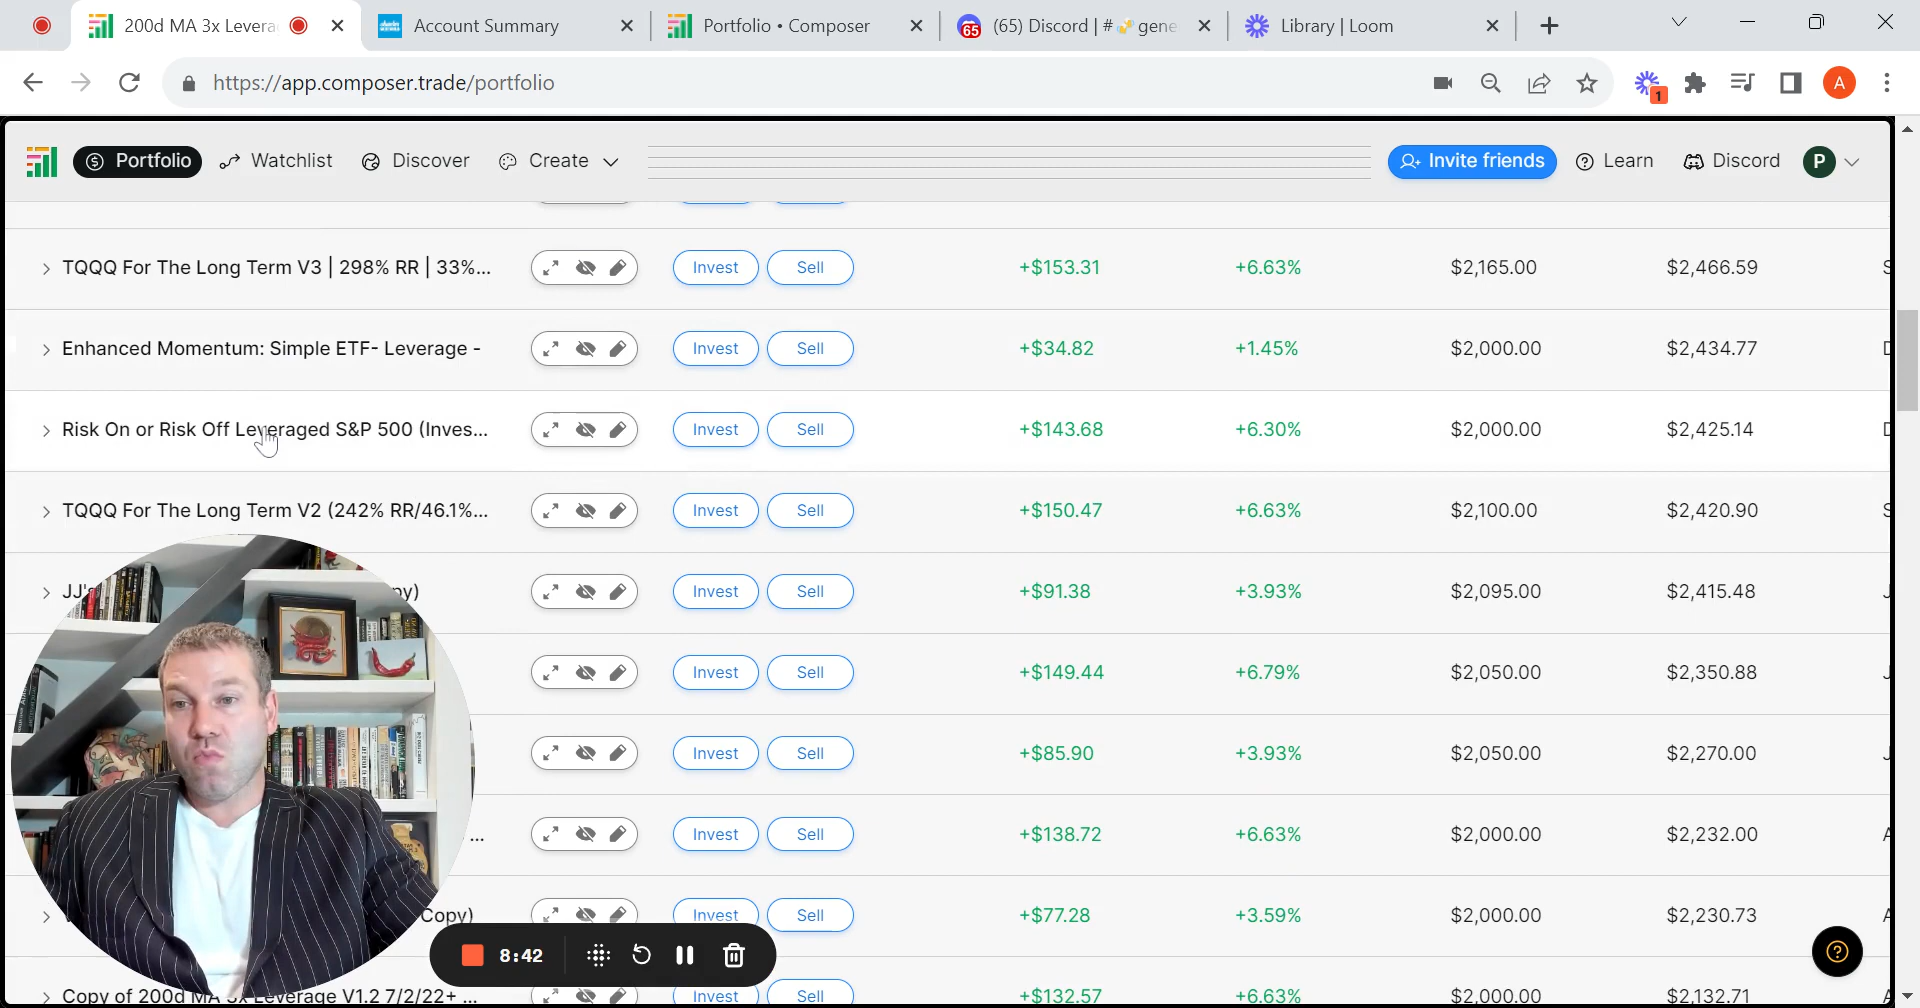 200d MA 3x Levera
Account Summary
Portfolio • Composer
(65) Discord | #🍻 gene
Library | Loom
65
https://app.composer.trade/portfolio
1
A
Portfolio
Watchlist
Discover
Create
Invite friends
Learn
Discord
P
TQQQ For The Long Term V3 | 298% RR | 33%... Invest Sell +$153.31 +6.63% $2,165.00 $2,466.59
Enhanced Momentum: Simple ETF- Leverage - Invest Sell +$34.82 +1.45% $2,000.00 $2,434.77
Risk On or Risk Off Leveraged S&P 500 (Inves... Invest Sell +$143.68 +6.30% $2,000.00 $2,425.14
TQQQ For The Long Term V2 (242% RR/46.1%... Invest Sell +$150.47 +6.63% $2,100.00 $2,420.90
Invest Sell +$91.38 +3.93% $2,095.00 $2,415.48
Invest Sell +$149.44 +6.79% $2,050.00 $2,350.88
Invest Sell +$85.90 +3.93% $2,050.00 $2,270.00
... Invest Sell +$138.72 +6.63% $2,000.00 $2,232.00
Copy) Invest Sell +$77.28 +3.59% $2,000.00 $2,230.73
8:42
Copy of 200d MA 3x Leverage V1.2 7/2/22+ ... Invest Sell +$132.57 +6.63% $2,000.00 $2,132.71